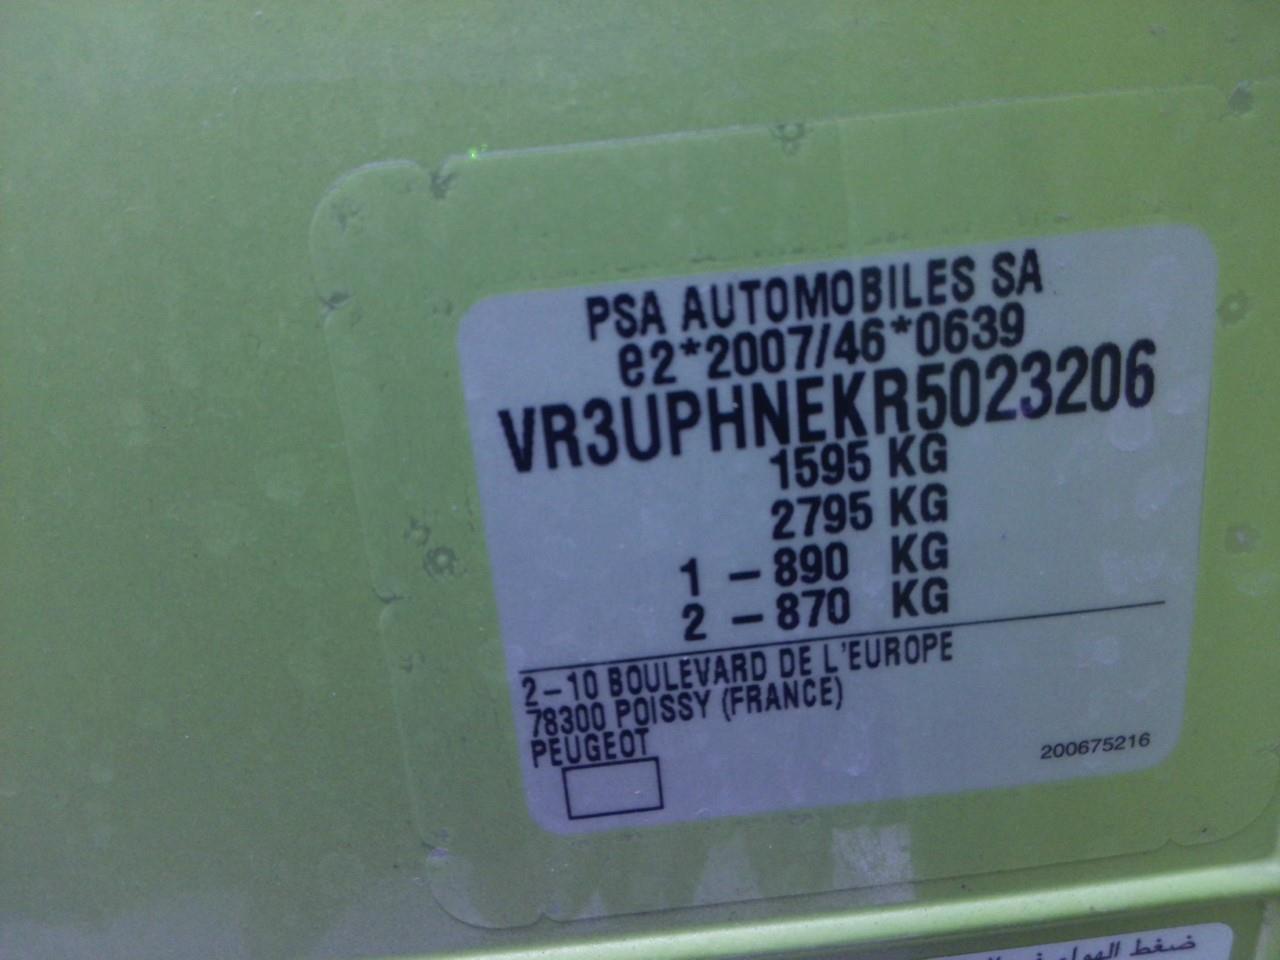 PSA AUTOMOBILES SA
e2*2007/46*0639
VR3UPHNEKR5023206
1595 KG
2795 KG
1 – 890 KG
2 – 870 KG
2–10 BOULEVARD DE L'EUROPE
78300 POISSY (FRANCE)
PEUGEOT
200675216
ضغط الهواء